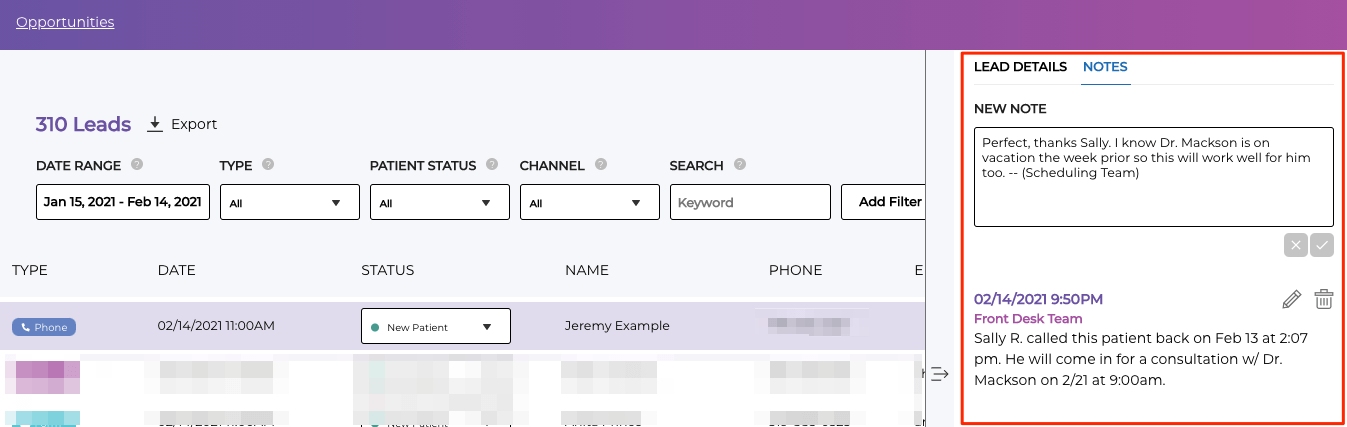 Opportunities
310 Leads Export
DATE RANGE ? TYPE ? PATIENT STATUS ? CHANNEL ? SEARCH ?
Jan 15, 2021 - Feb 14, 2021 All All All Keyword Add Filter
TYPE DATE STATUS NAME PHONE E
Phone 02/14/2021 11:00AM New Patient Jeremy Example
New Patient
LEAD DETAILS NOTES
NEW NOTE
Perfect, thanks Sally. I know Dr. Mackson is on
vacation the week prior so this will work well for him
too. -- (Scheduling Team)
02/14/2021 9:50PM
Front Desk Team
Sally R. called this patient back on Feb 13 at 2:07
pm. He will come in for a consultation w/ Dr.
Mackson on 2/21 at 9:00am.